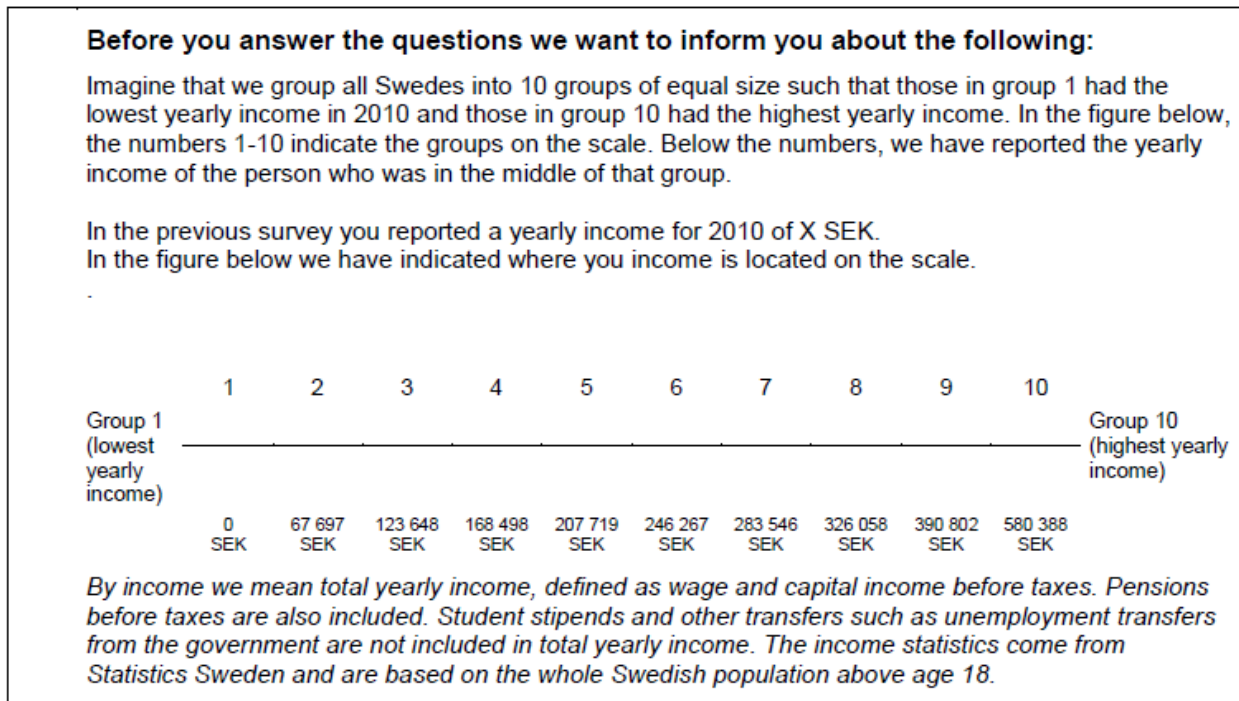 Before you answer the questions we want to inform you about the following:
Imagine that we group all Swedes into 10 groups of equal size such that those in group 1 had the
lowest yearly income in 2010 and those in group 10 had the highest yearly income. In the figure below,
the numbers 1-10 indicate the groups on the scale. Below the numbers, we have reported the yearly
income of the person who was in the middle of that group.
In the previous survey you reported a yearly income for 2010 of X SEK.
In the figure below we have indicated where you income is located on the scale.
.
1 2 3 4 5 6 7 8 9 10
Group 1
(lowest
yearly
income)
Group 10
(highest yearly
income)
0 67 697 123 648 168 498 207 719 246 267 283 546 326 058 390 802 580 388
SEK SEK SEK SEK SEK SEK SEK SEK SEK SEK
By income we mean total yearly income, defined as wage and capital income before taxes. Pensions
before taxes are also included. Student stipends and other transfers such as unemployment transfers
from the government are not included in total yearly income. The income statistics come from
Statistics Sweden and are based on the whole Swedish population above age 18.